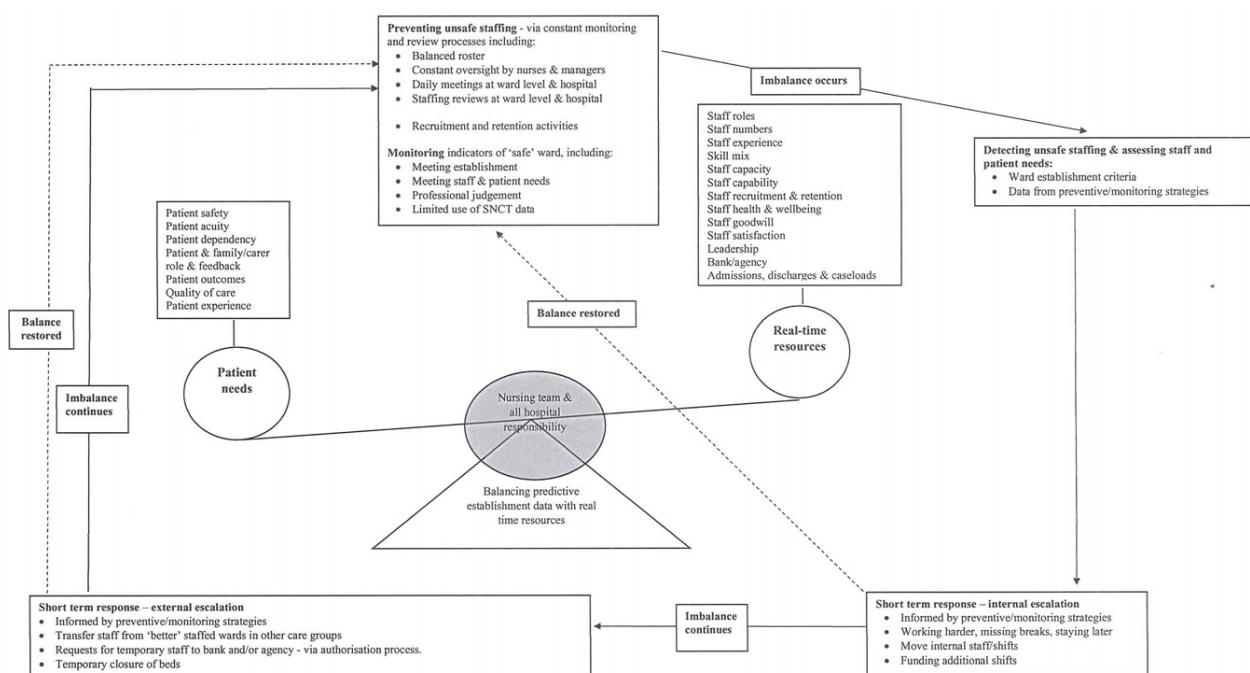 Preventing unsafe staffing - via constant monitoring
and review processes including:
• Balanced roster
• Constant oversight by nurses & managers
• Daily meetings at ward level & hospital
• Staffing reviews at ward level & hospital
• Recruitment and retention activities
Monitoring indicators of 'safe' ward, including:
• Meeting establishment
• Meeting staff & patient needs
• Professional judgement
• Limited use of SNCT data
Imbalance occurs
Staff roles
Staff numbers
Staff experience
Skill mix
Staff capacity
Staff capability
Staff recruitment & retention
Staff health & wellbeing
Staff goodwill
Staff satisfaction
Leadership
Bank/agency
Admissions, discharges & caseloads
Detecting unsafe staffing & assessing staff and
patient needs:
• Ward establishment criteria
• Data from preventive/monitoring strategies
Patient safety
Patient acuity
Patient dependency
Patient & family/carer
role & feedback
Patient outcomes
Quality of care
Patient experience
Balance
restored
Imbalance
continues
Patient
needs
Balance restored
Real-time
resources
Nursing team &
all hospital
responsibility
Balancing predictive
establishment data with real
time resources
Short term response – external escalation
• Informed by preventive/monitoring strategies
• Transfer staff from 'better' staffed wards in other care groups
• Requests for temporary staff to bank and/or agency - via authorisation process.
• Temporary closure of beds
Imbalance
continues
Short term response – internal escalation
• Informed by preventive/monitoring strategies
• Working harder, missing breaks, staying later
• Move internal staff/shifts
• Funding additional shifts